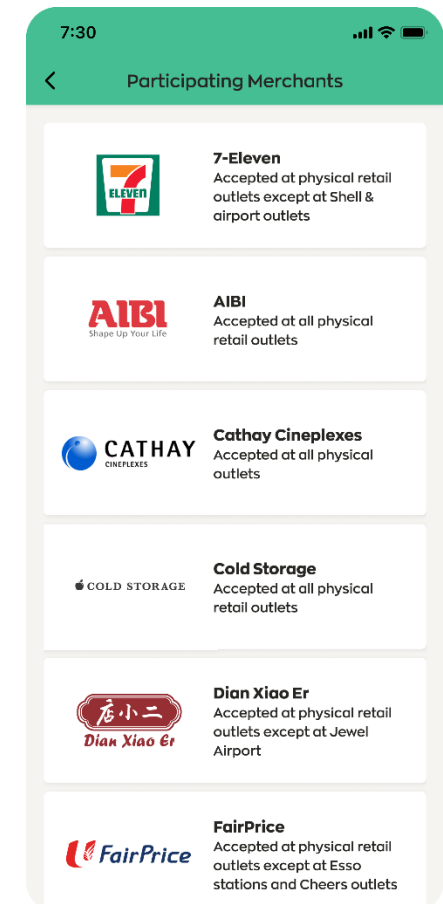 7:30
Participating Merchants
7
ELEVEN
7-Eleven
Accepted at physical retail
outlets except at Shell &
airport outlets
AIBI
Shape Up Your Life
AIBI
Accepted at all physical
retail outlets
CATHAY
CINEPLEXES
Cathay Cineplexes
Accepted at all physical
outlets
COLD STORAGE
Cold Storage
Accepted at all physical
retail outlets
店小二
Dian Xiao Er
Dian Xiao Er
Accepted at physical retail
outlets except at Jewel
Airport
FairPrice
FairPrice
Accepted at physical retail
outlets except at Esso
stations and Cheers outlets